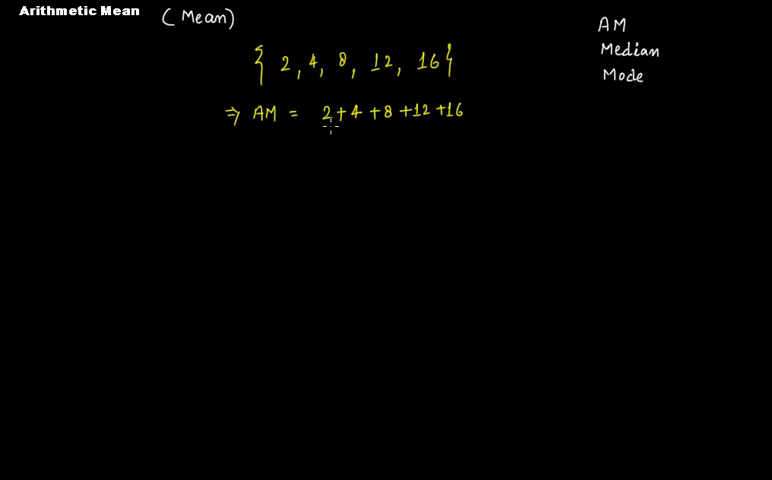 Arithmetic Mean (Mean)
AM
Median
Mode
{ 2, 4, 8, 12, 16 }
⇒ AM = 2+4+8+12+16